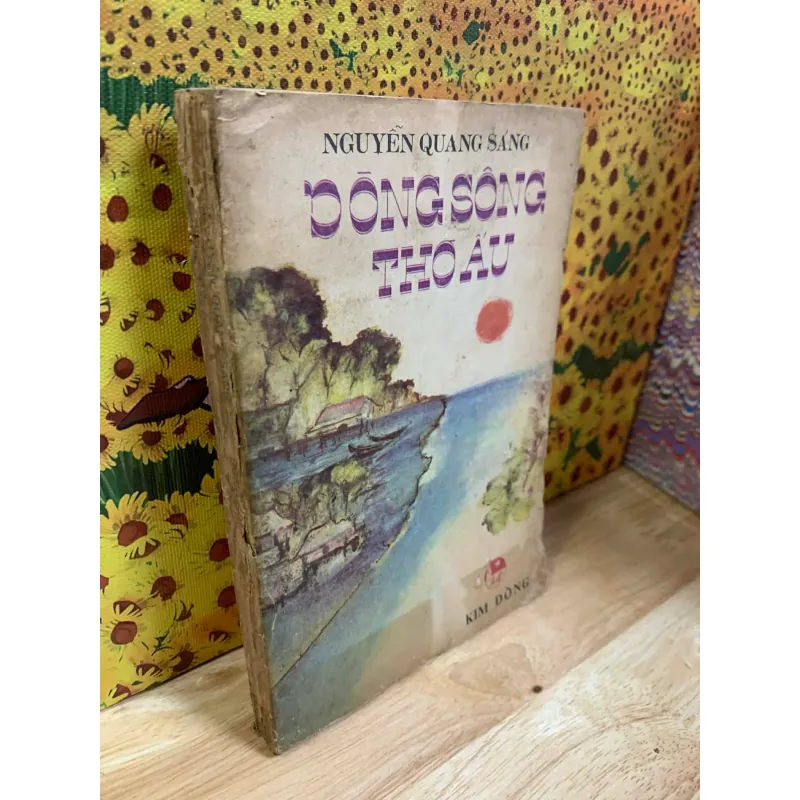 NGUYỄN QUANG SÁNG
DÒNG SÔNG
THƠ ẤU
KIM ĐỒNG